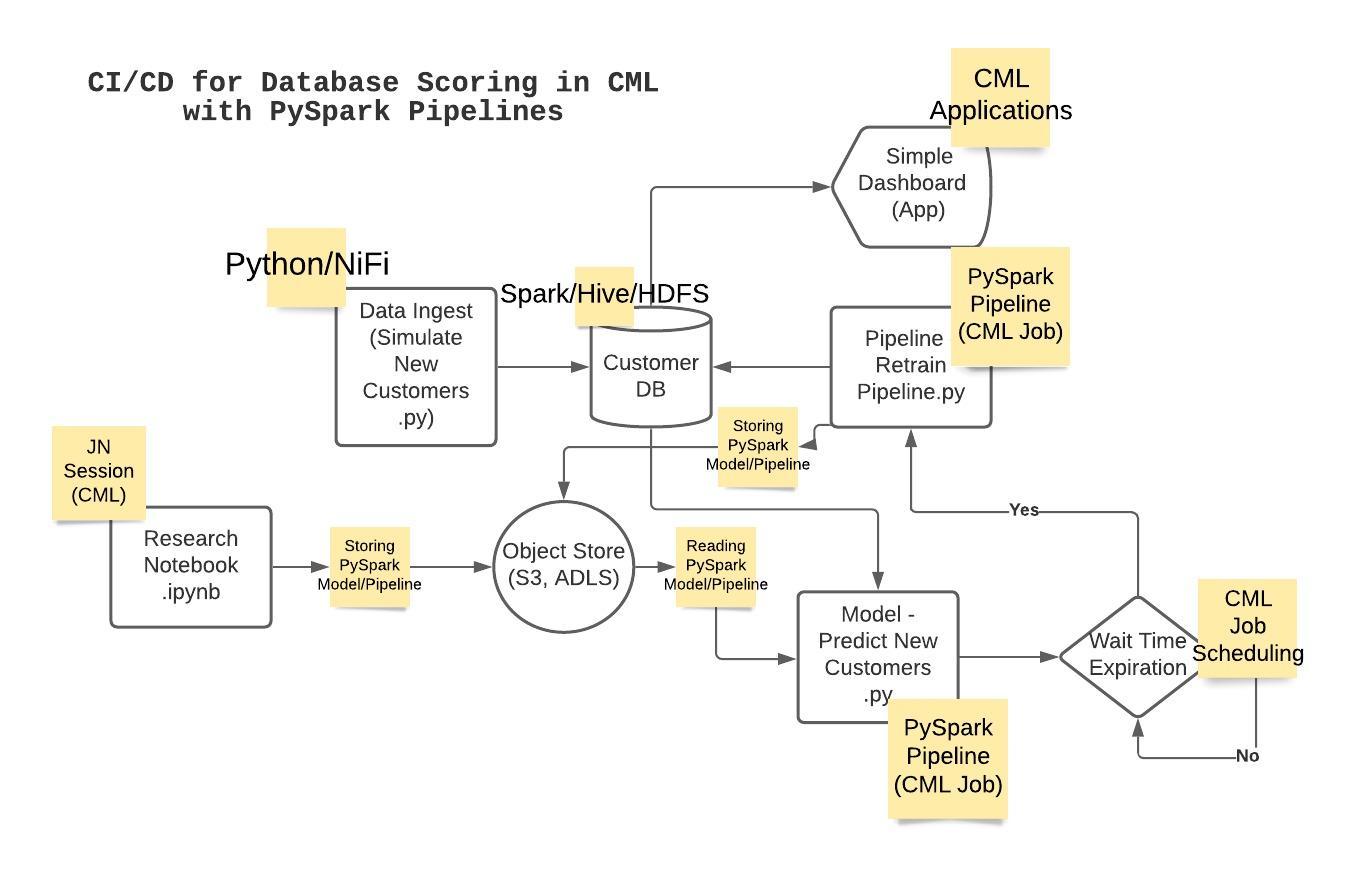 CI/CD for Database Scoring in CML
with PySpark Pipelines
CML
Applications
Simple
Dashboard
(App)
Python/NiFi
Data Ingest
(Simulate
New
Customers
.py)
Spark/Hive/HDFS
Customer
DB
PySpark
Pipeline
(CML Job)
Pipeline
Retrain
Pipeline.py
Storing
PySpark
Model/Pipeline
JN
Session
(CML)
Research
Notebook
.ipynb
Storing
PySpark
Model/Pipeline
Object Store
(S3, ADLS)
Reading
PySpark
Model/Pipeline
Yes
Model -
Predict New
Customers
.py
PySpark
Pipeline
(CML Job)
Wait Time
Expiration
CML
Job
Scheduling
No